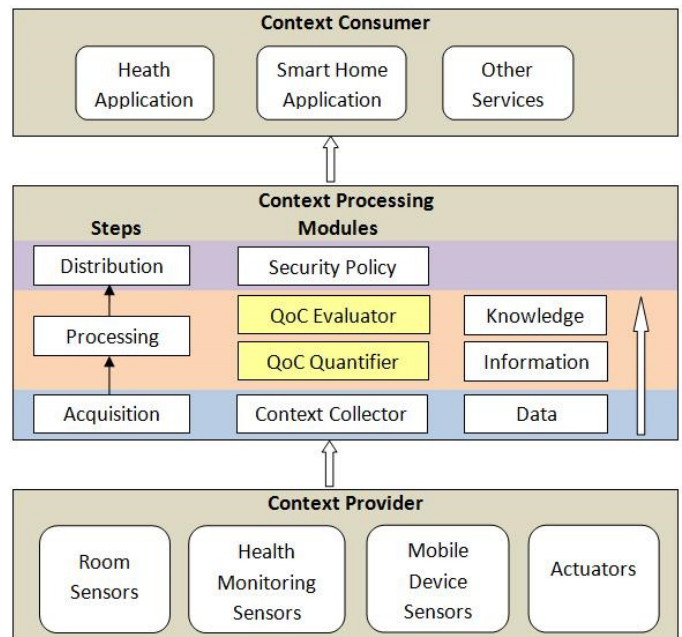 Context Consumer
Heath
Application
Smart Home
Application
Other
Services
Context Processing
Steps
Modules
Distribution
Security Policy
Processing
QoC Evaluator
Knowledge
QoC Quantifier
Information
Acquisition
Context Collector
Data
Context Provider
Room
Sensors
Health
Monitoring
Sensors
Mobile
Device
Sensors
Actuators